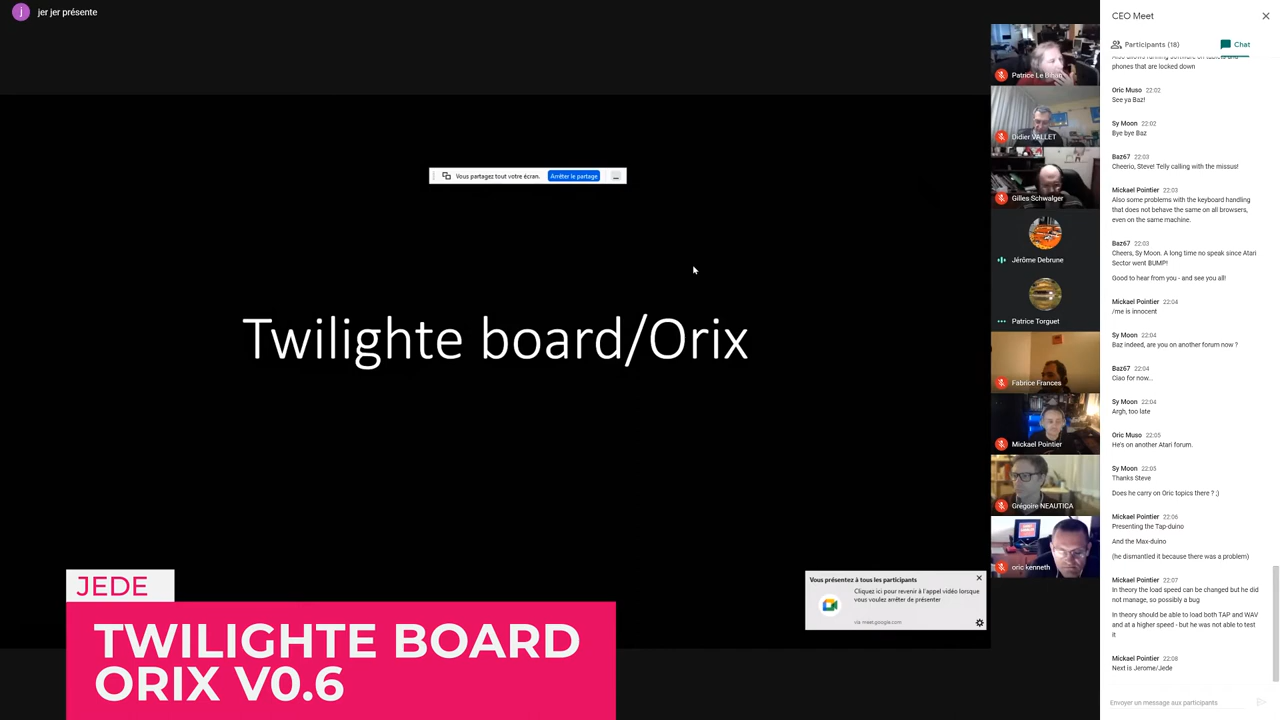 j
jer jer présente
Vous partagez tout votre écran.
Arrêter le partage
Twilighte board/Orix
JEDE
TWILIGHTE BOARD
ORIX V0.6
Vous présentez à tous les participants
Cliquez ici pour revenir à l'appel vidéo lorsque
vous voulez arrêter de présenter
via meet.google.com
Patrice Le Bihan
Didier VALLET
Gilles Schwalger
Jérôme Debrune
Patrice Torguet
Fabrice Frances
Mickael Pointier
Grégoire NEAUTICA
oric kenneth
CEO Meet
Participants (18)
Chat
phones that are locked down
Oric Muso 22:02
See ya Baz!
Sy Moon 22:02
Bye bye Baz
Baz67 22:03
Cheerio, Steve! Telly calling with the missus!
Mickael Pointier 22:03
Also some problems with the keyboard handling
that does not behave the same on all browsers,
even on the same machine.
Baz67 22:03
Cheers, Sy Moon. A long time no speak since Atari
Sector went BUMP!
Good to hear from you - and see you all!
Mickael Pointier 22:04
/me is innocent
Sy Moon 22:04
Baz indeed, are you on another forum now ?
Baz67 22:04
Ciao for now...
Sy Moon 22:04
Argh, too late
Oric Muso 22:05
He's on another Atari forum.
Sy Moon 22:05
Thanks Steve
Does he carry on Oric topics there ? ;)
Mickael Pointier 22:06
Presenting the Tap-duino
And the Max-duino
(he dismantled it because there was a problem)
Mickael Pointier 22:07
In theory the load speed can be changed but he did
not manage, so possibly a bug
In theory should be able to load both TAP and WAV
and at a higher speed - but he was not able to test
it
Mickael Pointier 22:08
Next is Jerome/Jede
Envoyer un message aux participants